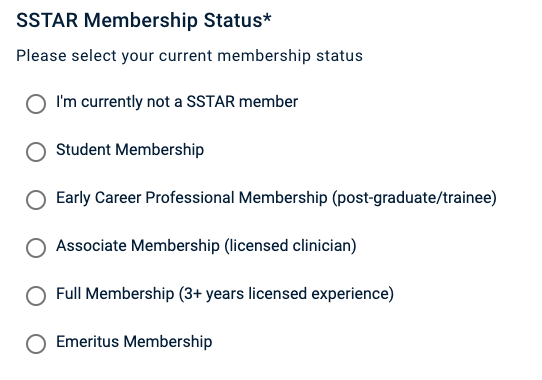 SSTAR Membership Status*
Please select your current membership status
I'm currently not a SSTAR member
Student Membership
Early Career Professional Membership (post-graduate/trainee)
Associate Membership (licensed clinician)
Full Membership (3+ years licensed experience)
Emeritus Membership